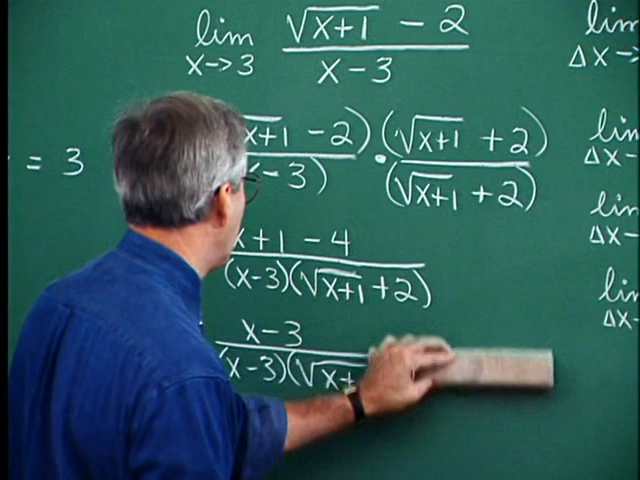 lim √(x+1) - 2
x→3 x-3
√x+1 - 2) · (√(x+1) + 2)
= 3 x-3) (√(x+1) + 2)
x+1-4
(x-3)(√(x+1) + 2)
x-3
(x-3)(√x+
lim
Δx→
lim
Δx→
lim
Δx-
lim
Δx-